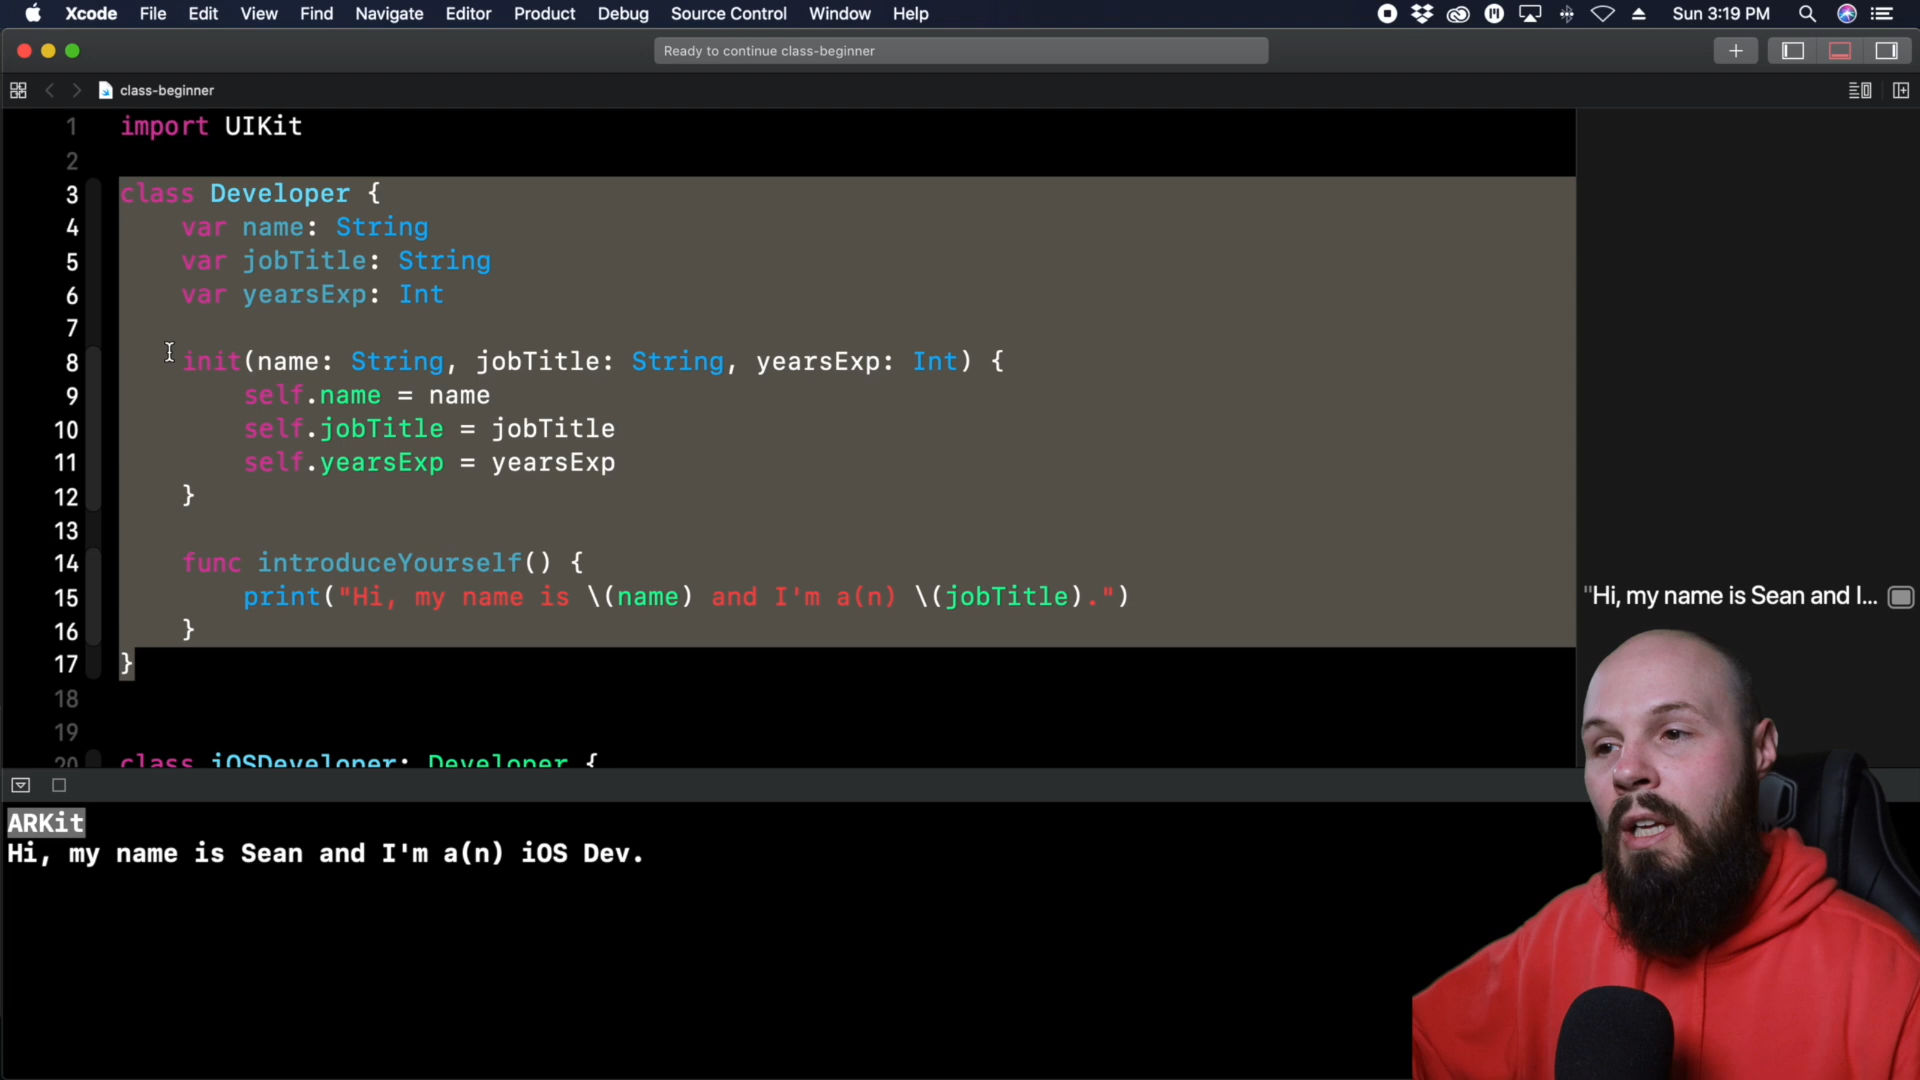 Xcode File Edit View Find Navigate Editor Product Debug Source Control Window Help Sun 3:19 PM
Ready to continue class-beginner
class-beginner
1 import UIKit
2
3 class Developer {
4 var name: String
5 var jobTitle: String
6 var yearsExp: Int
7
8 init(name: String, jobTitle: String, yearsExp: Int) {
9 self.name = name
10 self.jobTitle = jobTitle
11 self.yearsExp = yearsExp
12 }
13
14 func introduceYourself() {
15 print("Hi, my name is \(name) and I'm a(n) \(jobTitle).") "Hi, my name is Sean and I...
16 }
17 }
18
19
20 class iOSDeveloper: Developer {
ARKit
Hi, my name is Sean and I'm a(n) iOS Dev.